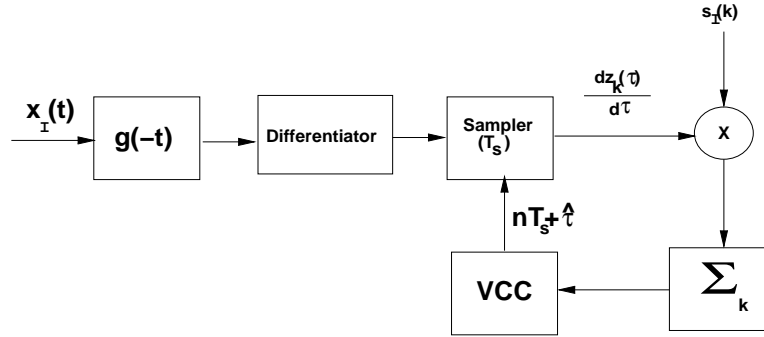 s_I(k)
dz_k(τ)
dτ
x_I(t)
g(−t)
Differentiator
Sampler
(T_s)
X
nT_s+τ̂
VCC
Σ_k